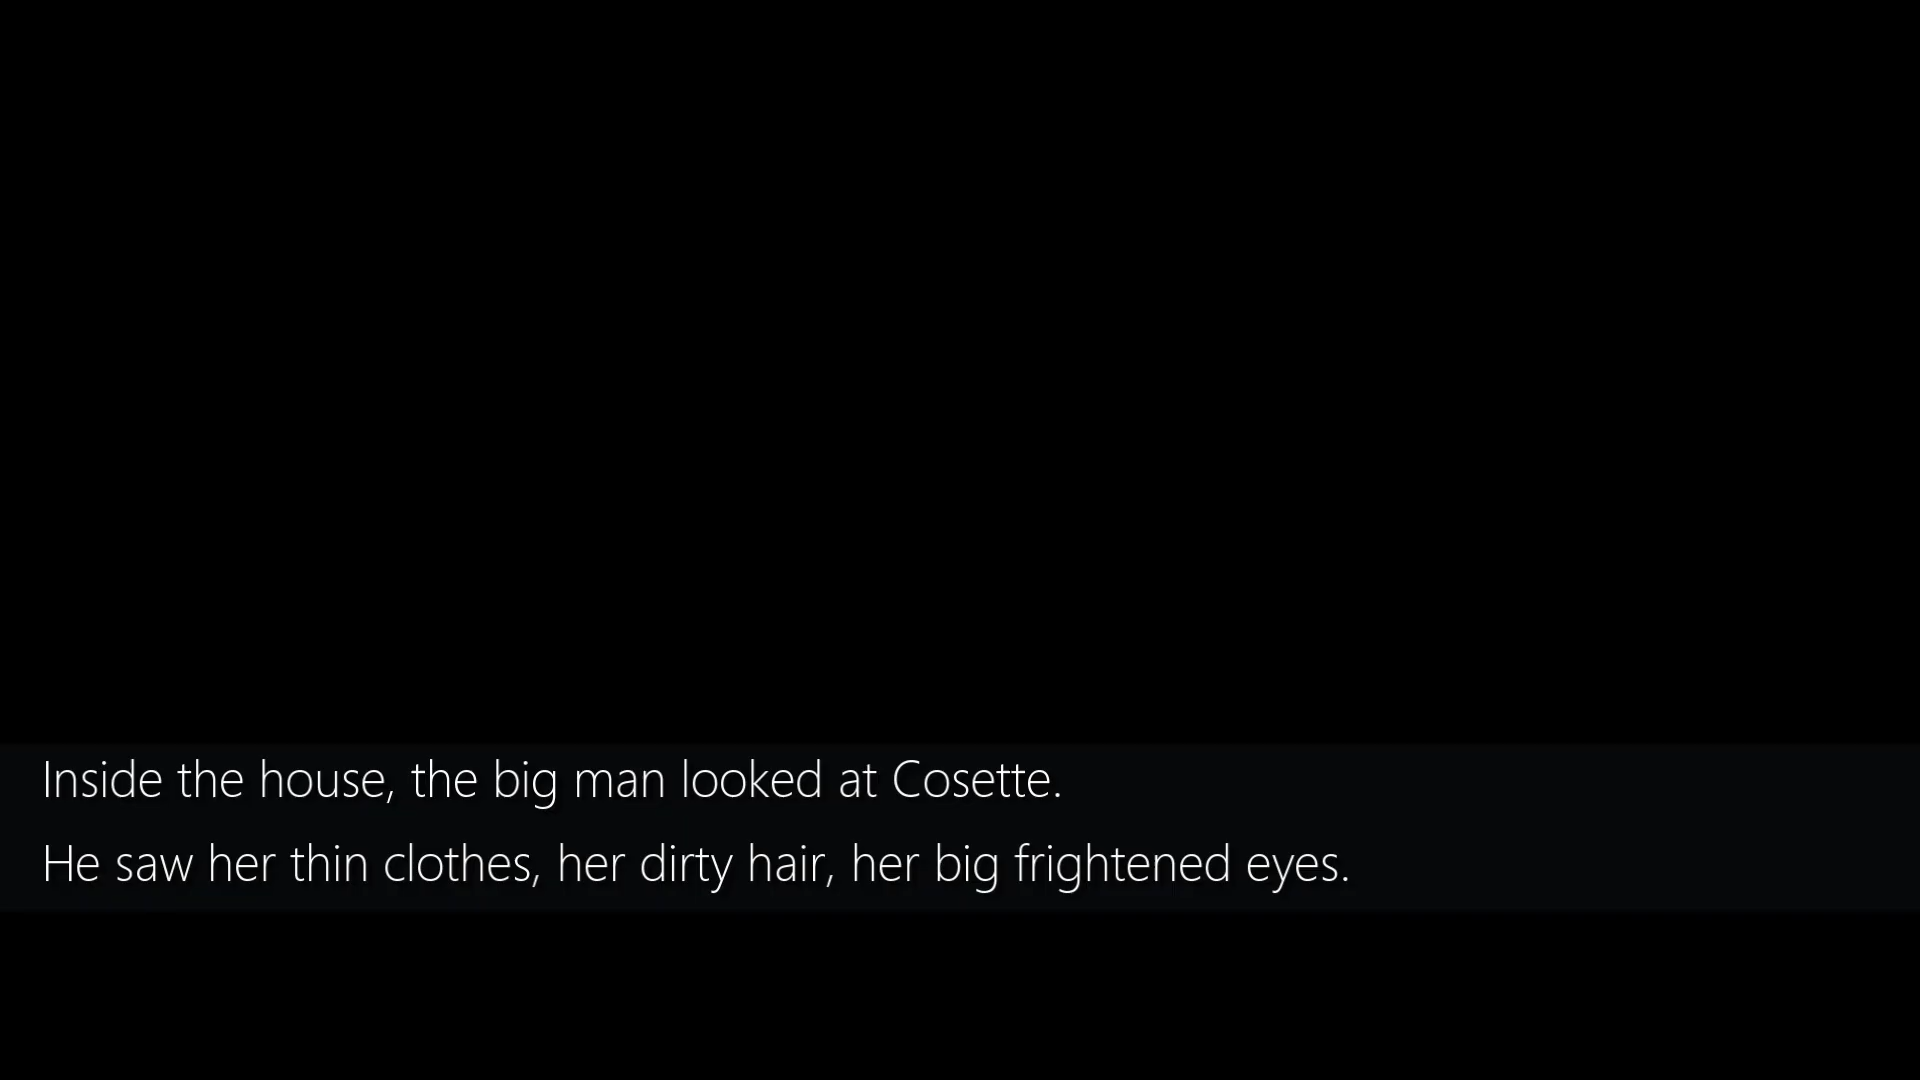 Inside the house, the big man looked at Cosette.
He saw her thin clothes, her dirty hair, her big frightened eyes.